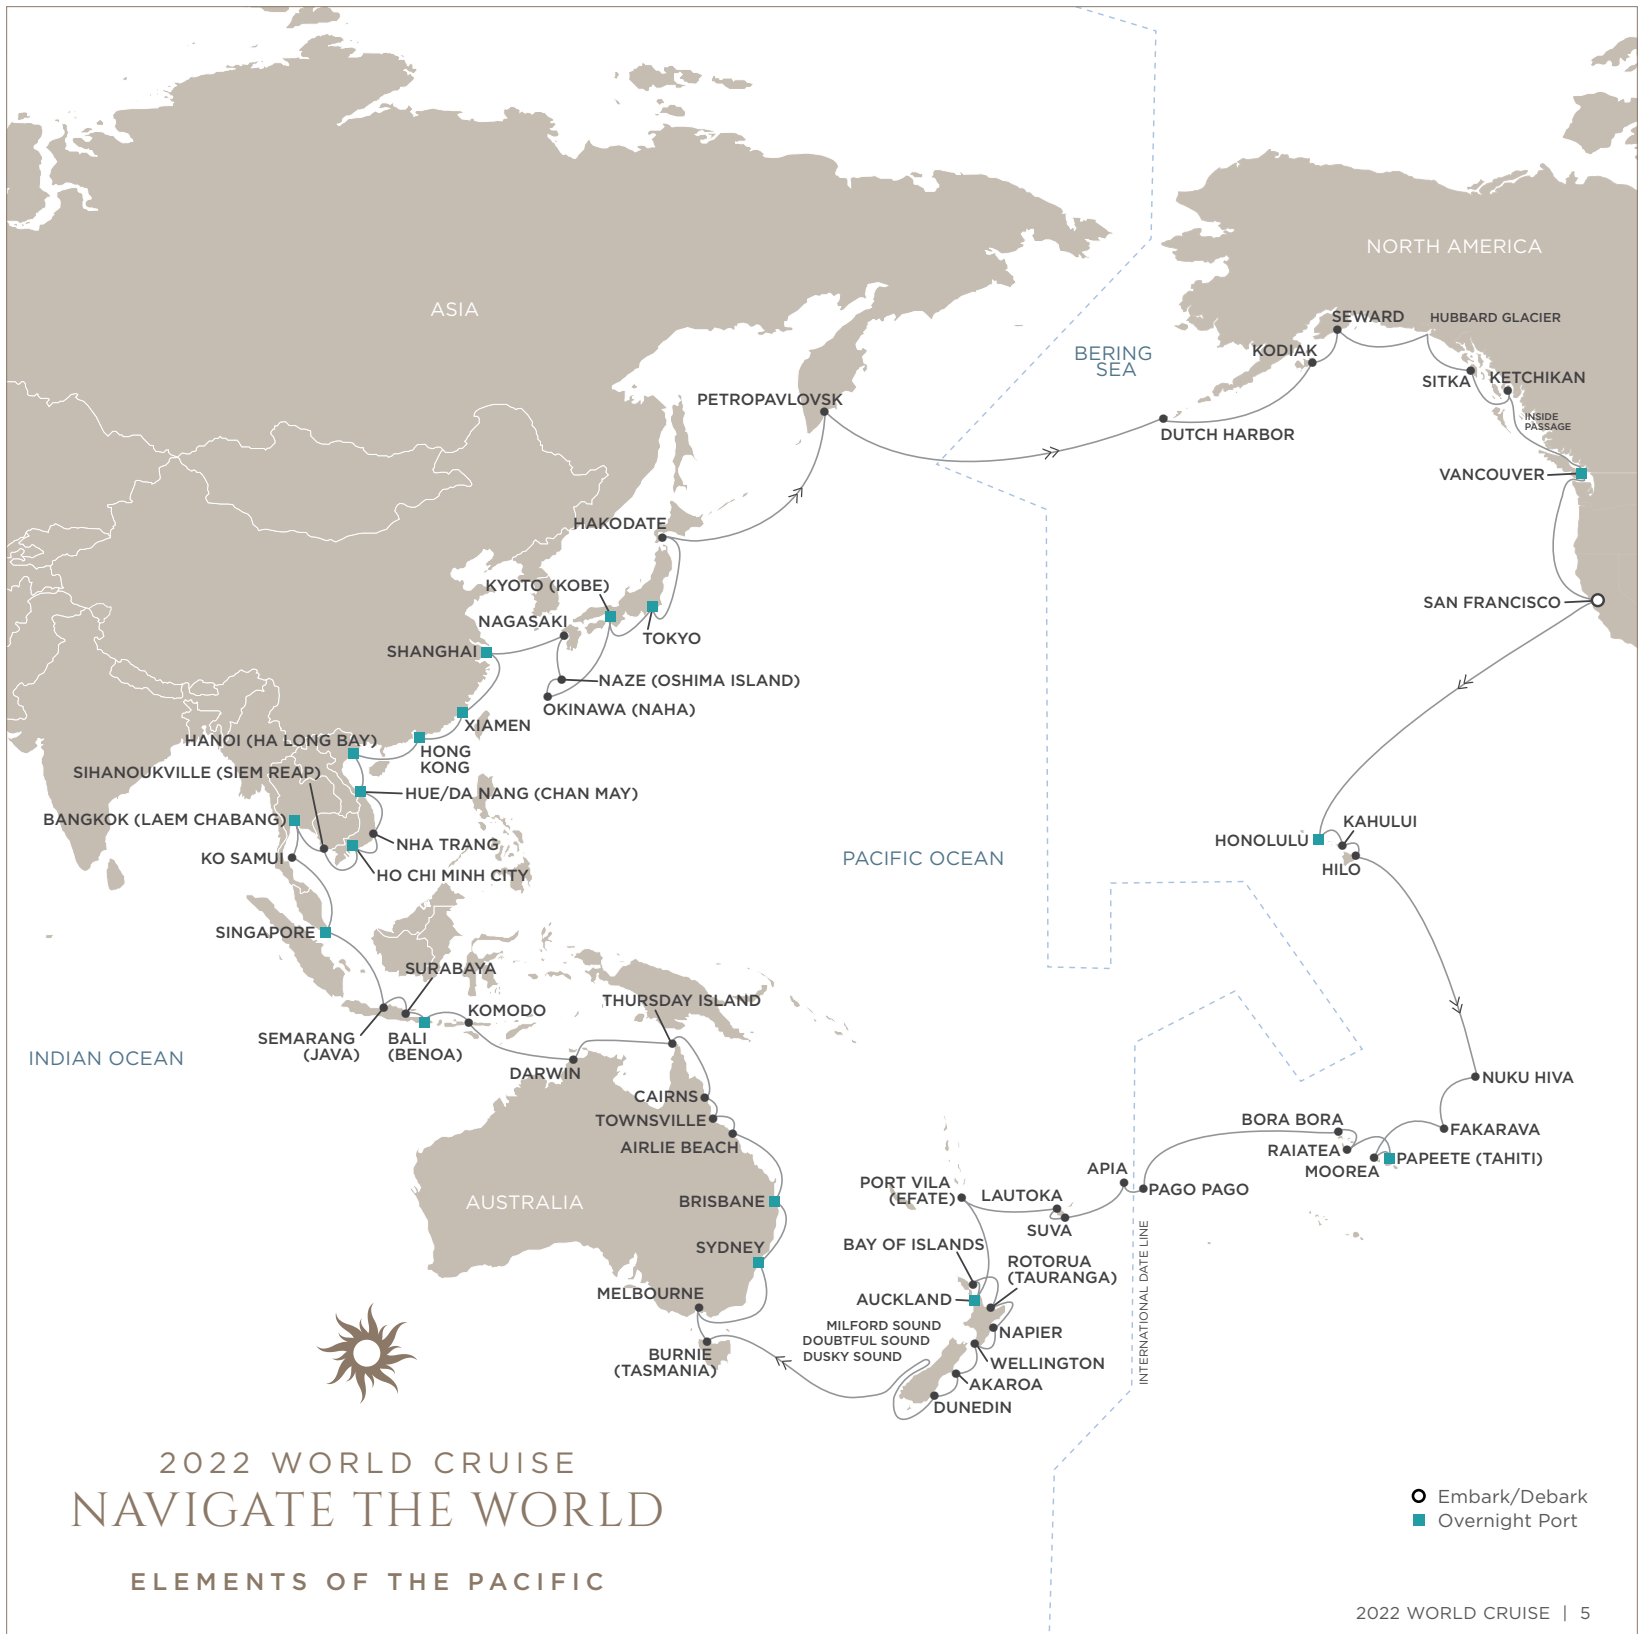 NORTH AMERICA
ASIA
SEWARD
HUBBARD GLACIER
BERING
SEA
KODIAK
SITKA
KETCHIKAN
PETROPAVLOVSK
INSIDE
PASSAGE
DUTCH HARBOR
VANCOUVER
HAKODATE
KYOTO (KOBE)
SAN FRANCISCO
NAGASAKI
TOKYO
SHANGHAI
NAZE (OSHIMA ISLAND)
OKINAWA (NAHA)
XIAMEN
HANOI (HA LONG BAY)
HONG
KONG
SIHANOUKVILLE (SIEM REAP)
HUE/DA NANG (CHAN MAY)
BANGKOK (LAEM CHABANG)
KAHULUI
HONOLULU
NHA TRANG
KO SAMUI
PACIFIC OCEAN
HILO
HO CHI MINH CITY
SINGAPORE
SURABAYA
THURSDAY ISLAND
KOMODO
SEMARANG
(JAVA)
BALI
(BENOA)
INDIAN OCEAN
DARWIN
NUKU HIVA
CAIRNS
TOWNSVILLE
AIRLIE BEACH
BORA BORA
FAKARAVA
RAIATEA
MOOREA
PAPEETE (TAHITI)
APIA
PAGO PAGO
PORT VILA
(EFATE)
LAUTOKA
SUVA
AUSTRALIA
BRISBANE
SYDNEY
BAY OF ISLANDS
ROTORUA
(TAURANGA)
INTERNATIONAL DATE LINE
MELBOURNE
AUCKLAND
MILFORD SOUND
DOUBTFUL SOUND
DUSKY SOUND
NAPIER
BURNIE
(TASMANIA)
WELLINGTON
AKAROA
DUNEDIN
2022 WORLD CRUISE
NAVIGATE THE WORLD
ELEMENTS OF THE PACIFIC
Embark/Debark
Overnight Port
2022 WORLD CRUISE | 5